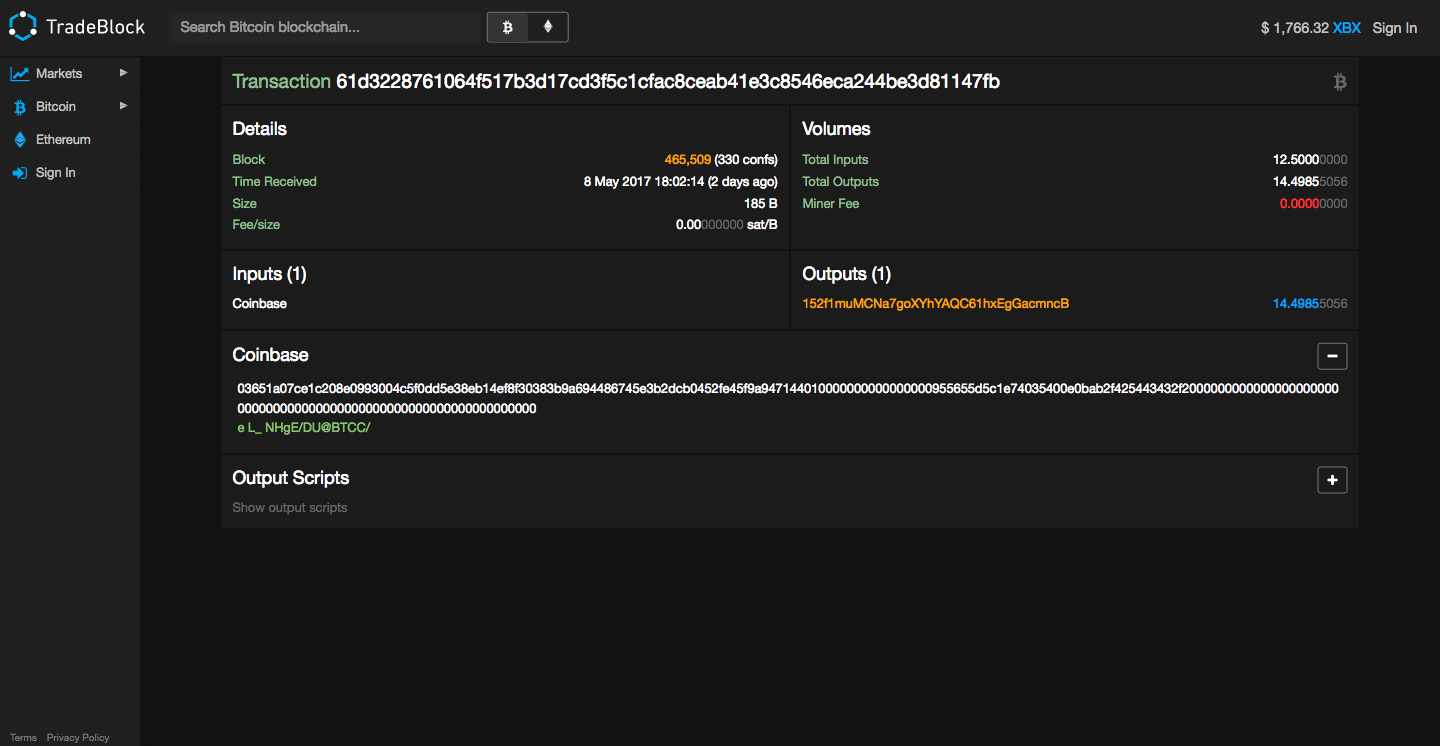 TradeBlock
Search Bitcoin blockchain...
$ 1,766.32 XBX Sign In
Markets
Bitcoin
Ethereum
Sign In
Transaction 61d3228761064f517b3d17cd3f5c1cfac8ceab41e3c8546eca244be3d81147fb
Details
Block 465,509 (330 confs)
Time Received 8 May 2017 18:02:14 (2 days ago)
Size 185 B
Fee/size 0.00000000 sat/B
Volumes
Total Inputs 12.50000000
Total Outputs 14.49855056
Miner Fee 0.00000000
Inputs (1)
Coinbase
Outputs (1)
152f1muMCNa7goXYhYAQC61hxEgGacmncB 14.49855056
Coinbase
03651a07ce1c208e0993004c5f0dd5e38eb14ef8f30383b9a694486745e3b2dcb0452fe45f9a94714401000000000000000000955655d5c1e74035400e0bab2f425443432f20000000000000000000
0000000000000000000000000000000000000000000
e L_ NHgE/DU@BTCC/
Output Scripts
Show output scripts
Terms Privacy Policy